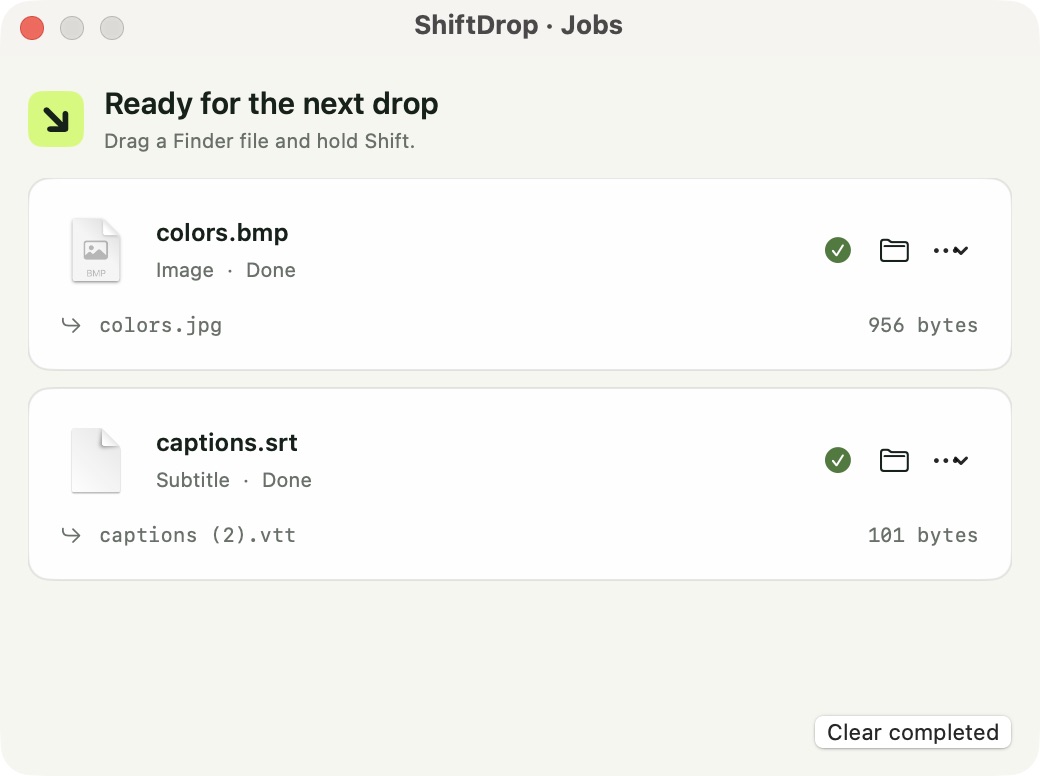 ShiftDrop · Jobs
Ready for the next drop
Drag a Finder file and hold Shift.
colors.bmp
BMP
Image · Done
colors.jpg
956 bytes
captions.srt
Subtitle · Done
captions (2).vtt
101 bytes
Clear completed